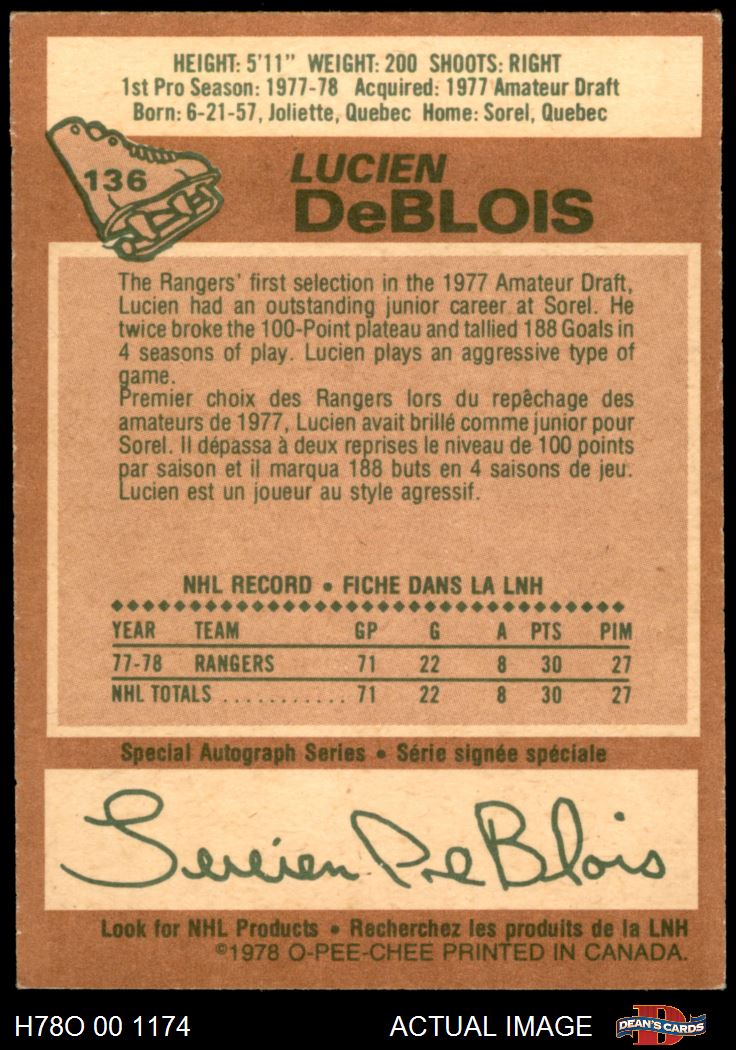 HEIGHT: 5'11" WEIGHT: 200 SHOOTS: RIGHT
1st Pro Season: 1977-78 Acquired: 1977 Amateur Draft
Born: 6-21-57, Joliette, Quebec Home: Sorel, Quebec
136
LUCIEN
DeBLOIS
The Rangers' first selection in the 1977 Amateur Draft,
Lucien had an outstanding junior career at Sorel. He
twice broke the 100-Point plateau and tallied 188 Goals in
4 seasons of play. Lucien plays an aggressive type of
game.
Premier choix des Rangers lors du repêchage des
amateurs de 1977, Lucien avait brillé comme junior pour
Sorel. Il dépassa à deux reprises le niveau de 100 points
par saison et il marqua 188 buts en 4 saisons de jeu.
Lucien est un joueur au style agressif.
NHL RECORD • FICHE DANS LA LNH
YEAR TEAM GP G A PTS PIM
77-78 RANGERS 71 22 8 30 27
NHL TOTALS ........... 71 22 8 30 27
Special Autograph Series • Série signée spéciale
Lucien DeBlois
Look for NHL Products • Recherchez les produits de la LNH
©1978 O-PEE-CHEE PRINTED IN CANADA.
H78O 00 1174 ACTUAL IMAGE D DEAN'S CARDS